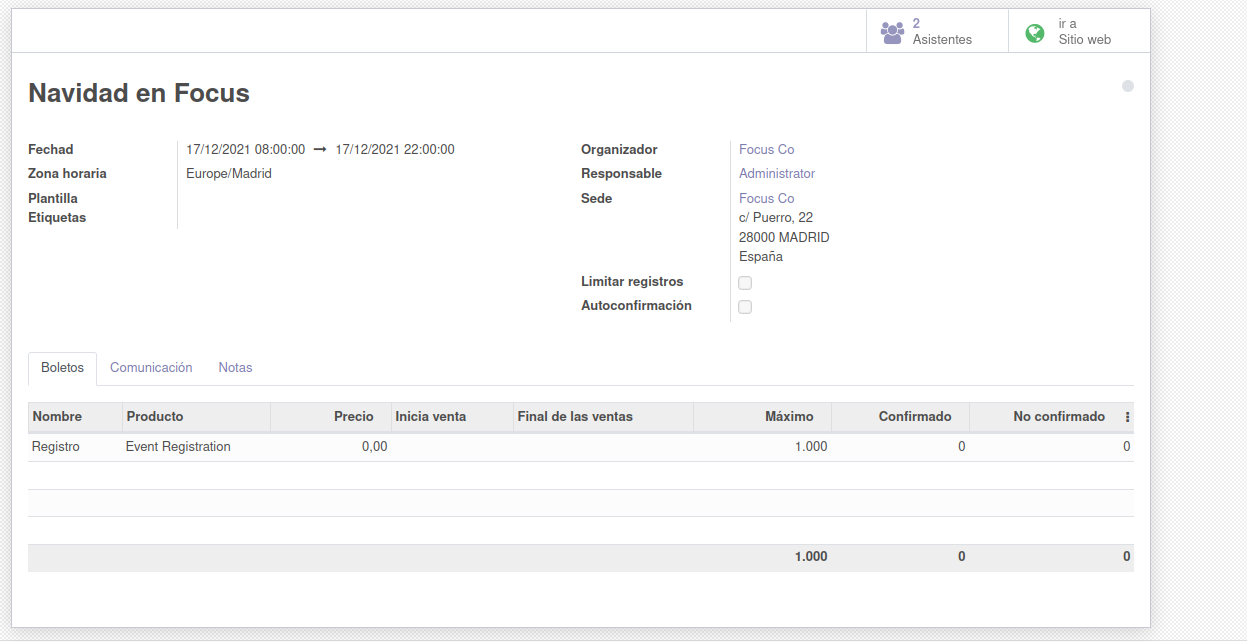 2
Asistentes
ir a
Sitio web
Navidad en Focus
Fechad 17/12/2021 08:00:00 → 17/12/2021 22:00:00
Zona horaria Europe/Madrid
Plantilla
Etiquetas
Organizador Focus Co
Responsable Administrator
Sede Focus Co
c/ Puerro, 22
28000 MADRID
España
Limitar registros
Autoconfirmación
Boletos Comunicación Notas
Nombre Producto Precio Inicia venta Final de las ventas Máximo Confirmado No confirmado
Registro Event Registration 0,00 1.000 0 0
1.000 0 0